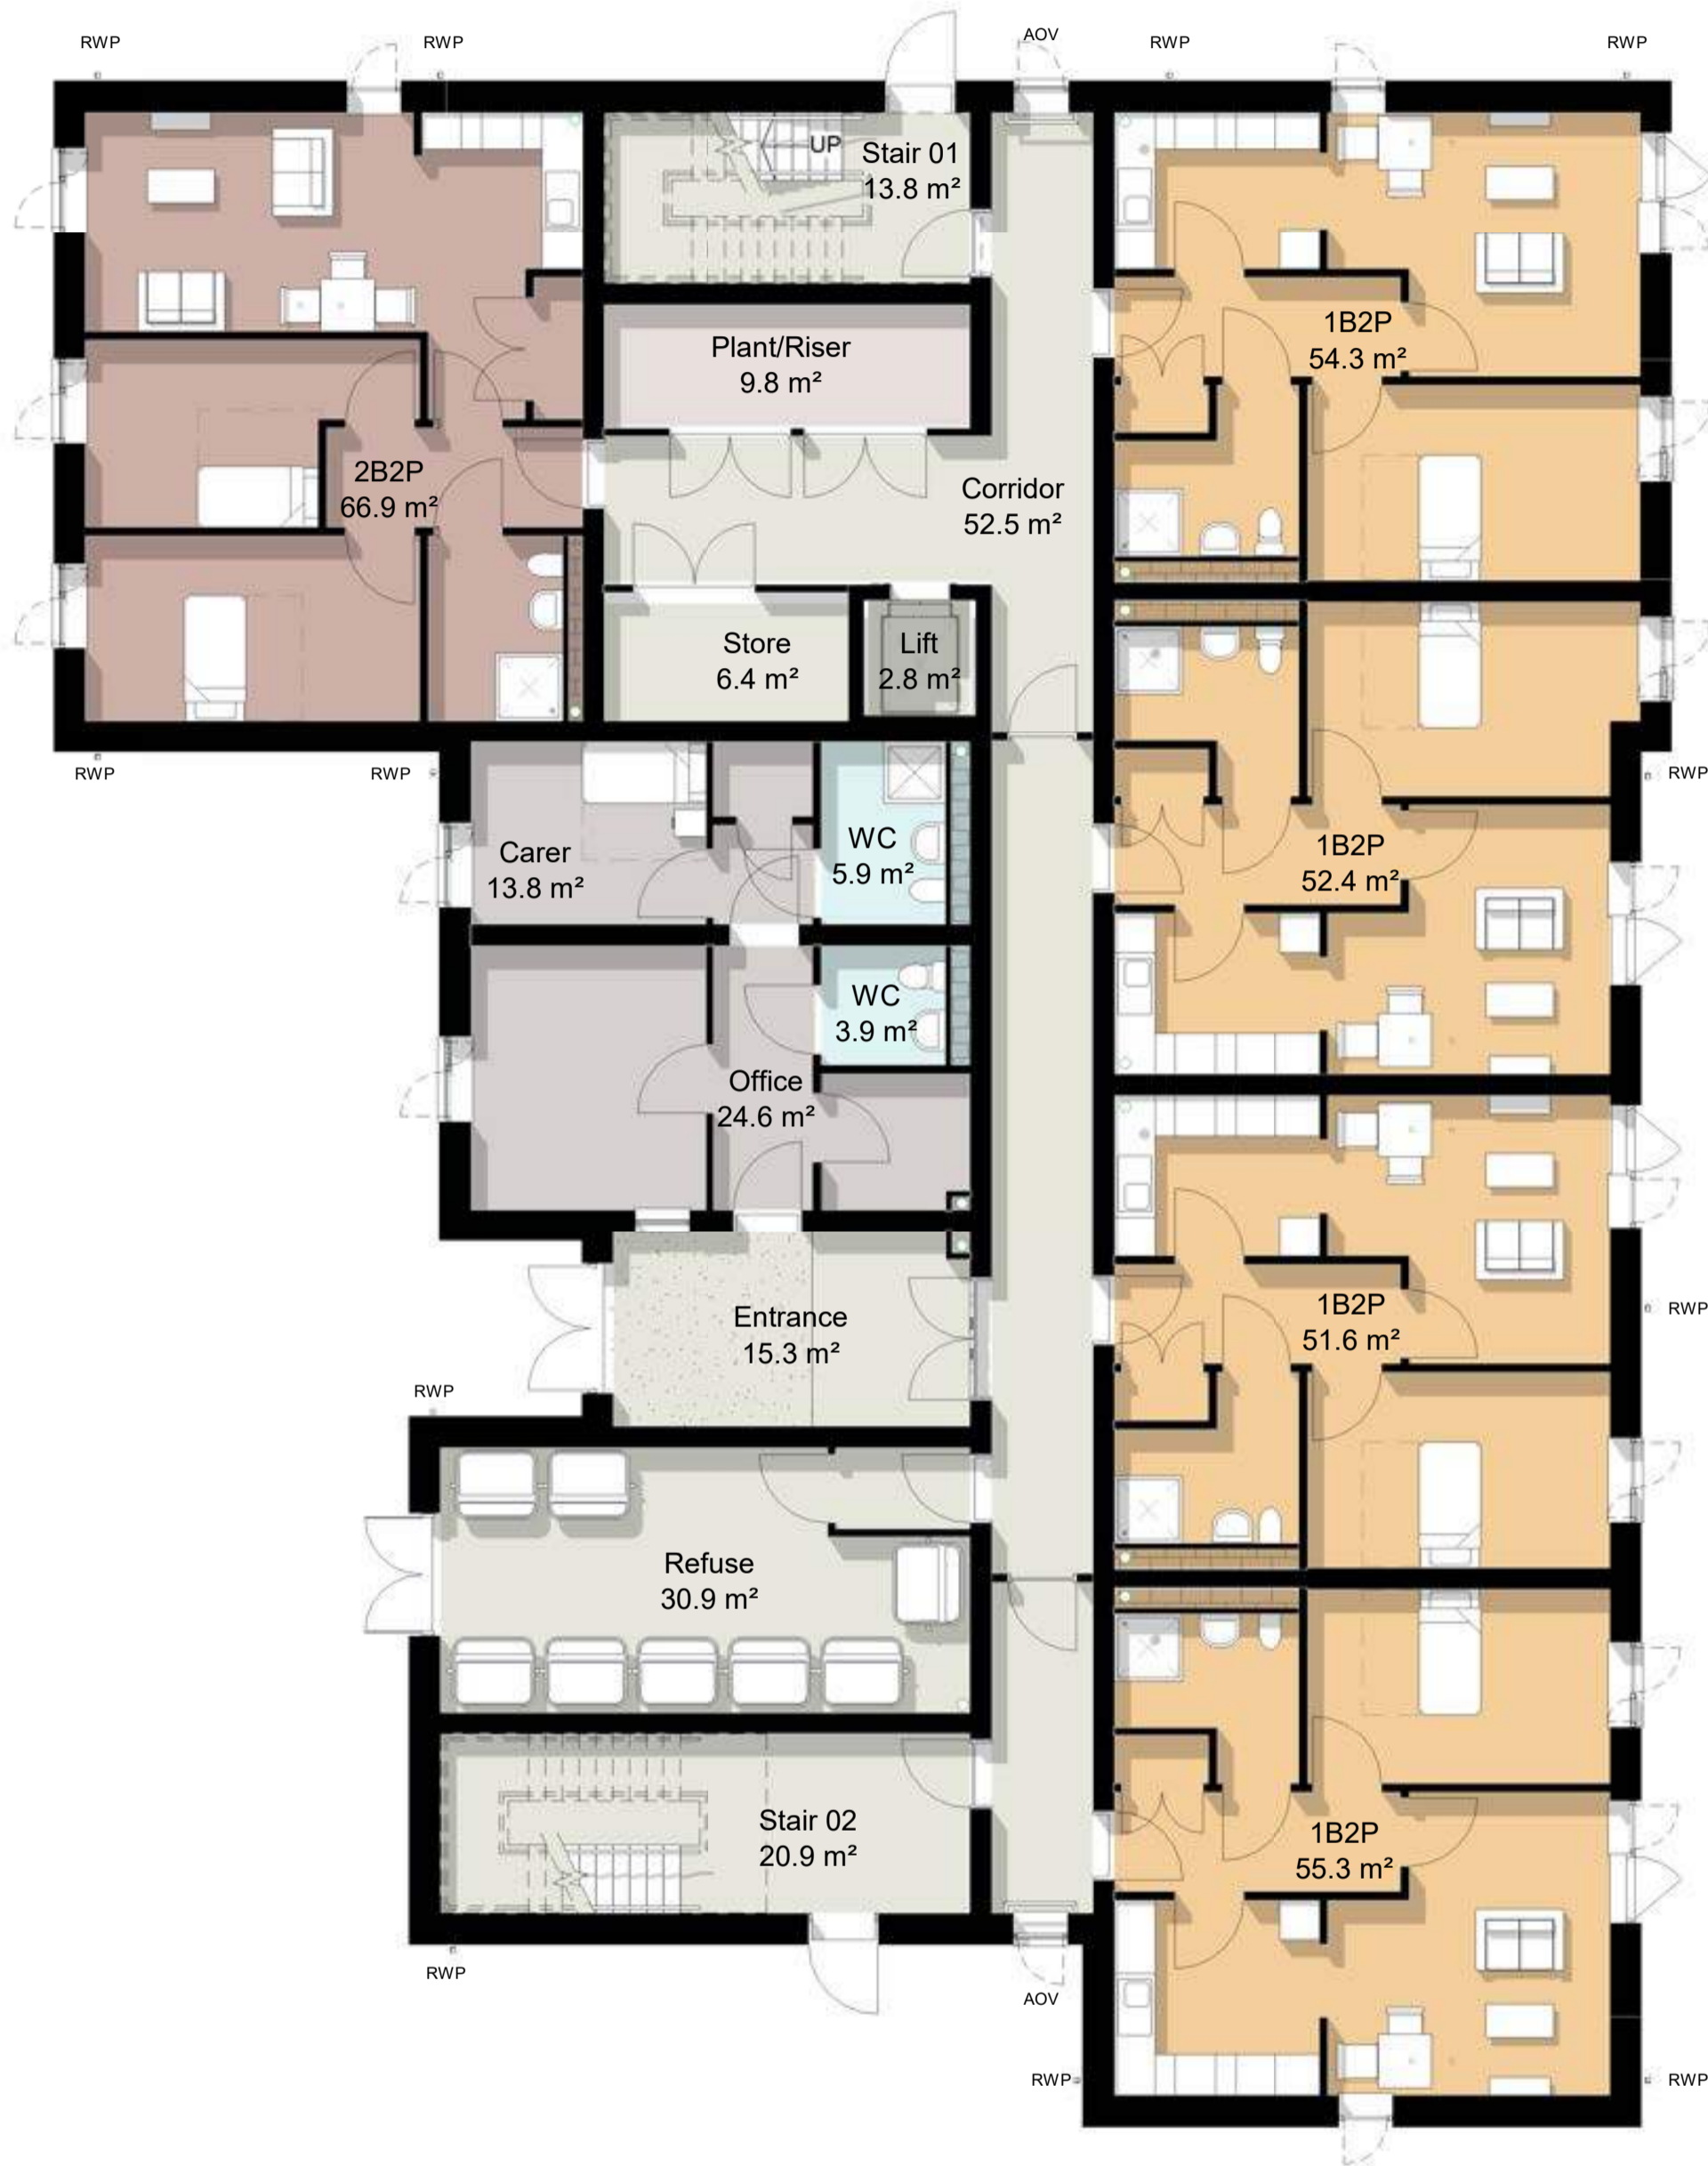 RWP
RWP
AOV
RWP
RWP
UP
Stair 01
13.8 m²
Plant/Riser
9.8 m²
1B2P
54.3 m²
2B2P
66.9 m²
Corridor
52.5 m²
Store
6.4 m²
Lift
2.8 m²
RWP
RWP
RWP
Carer
13.8 m²
WC
5.9 m²
1B2P
52.4 m²
WC
3.9 m²
Office
24.6 m²
Entrance
15.3 m²
1B2P
51.6 m²
RWP
RWP
Refuse
30.9 m²
Stair 02
20.9 m²
1B2P
55.3 m²
RWP
AOV
RWP
RWP